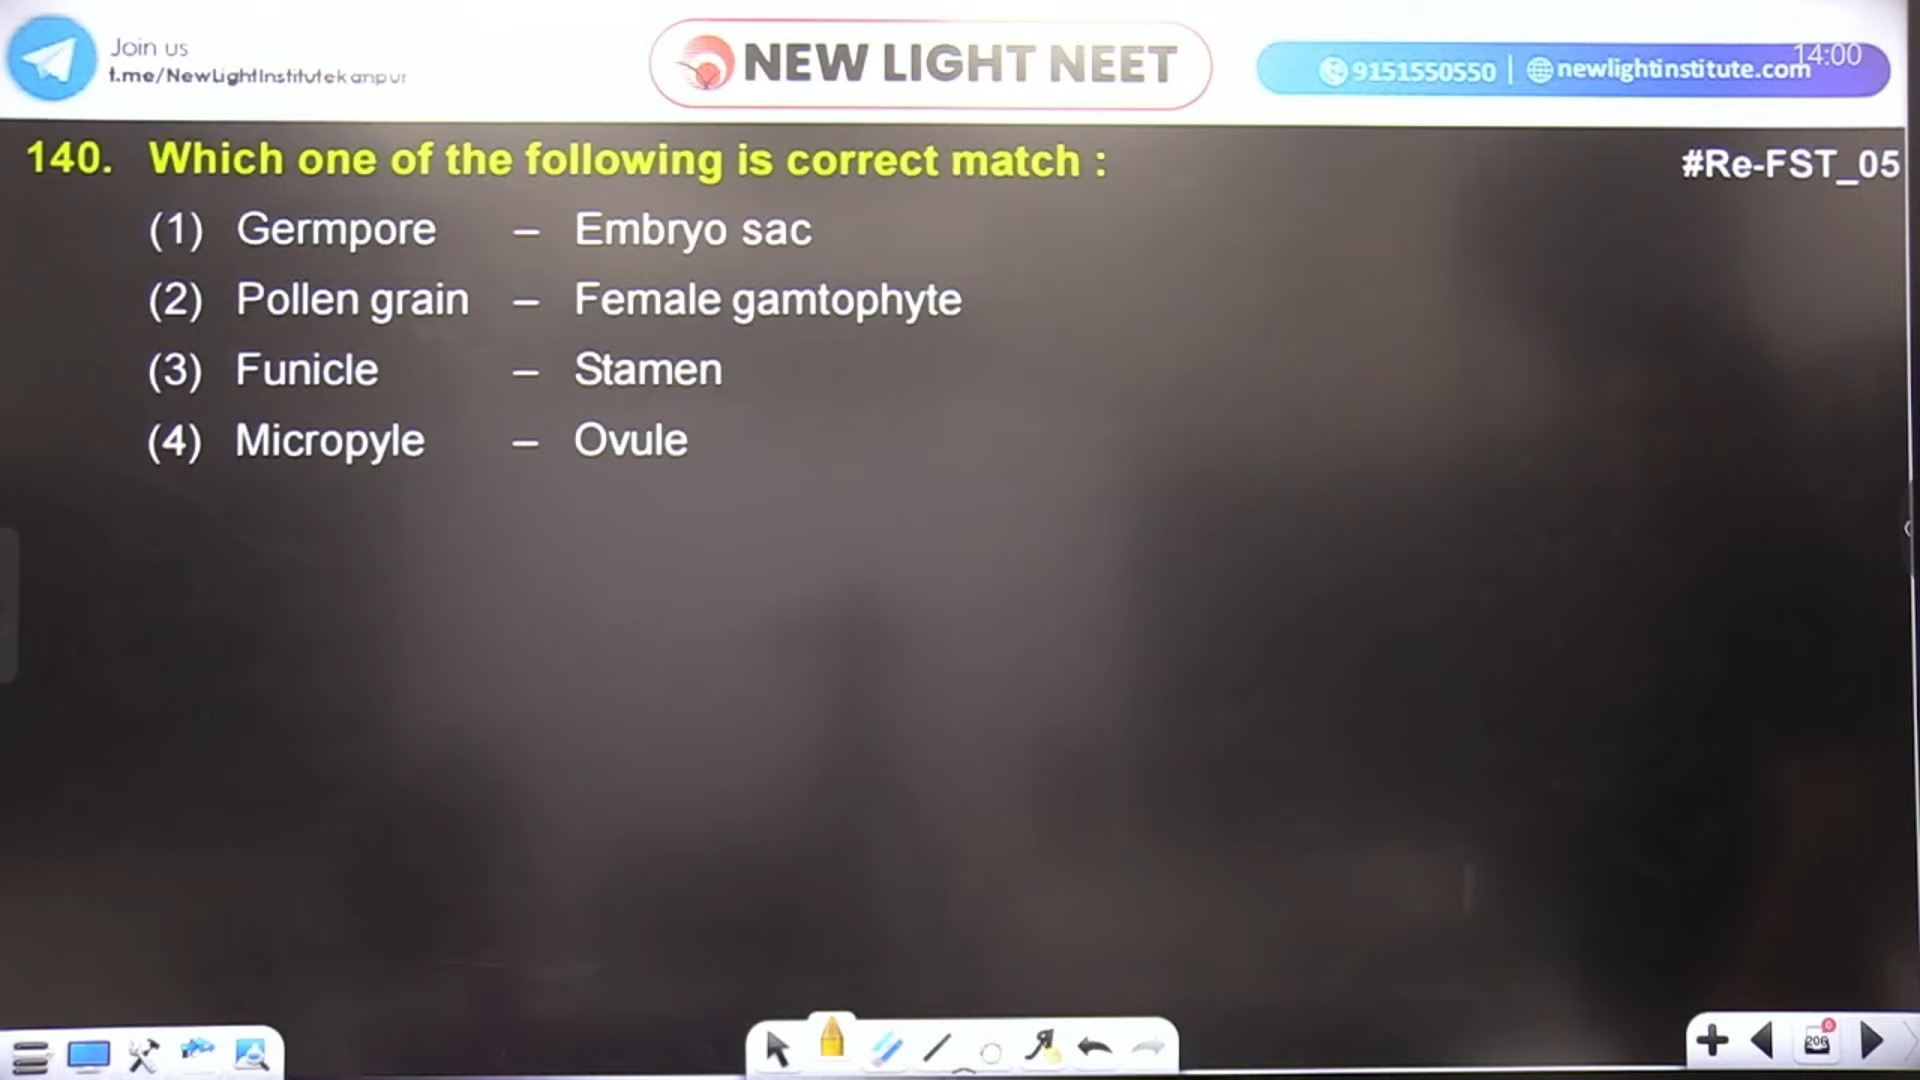 Join us
t.me/NewLightInstitutekanpur
NEW LIGHT NEET
9151550550 | newlightinstitute.com
14:00
140. Which one of the following is correct match :
#Re-FST_05
(1) Germpore – Embryo sac
(2) Pollen grain – Female gamtophyte
(3) Funicle – Stamen
(4) Micropyle – Ovule
206
0